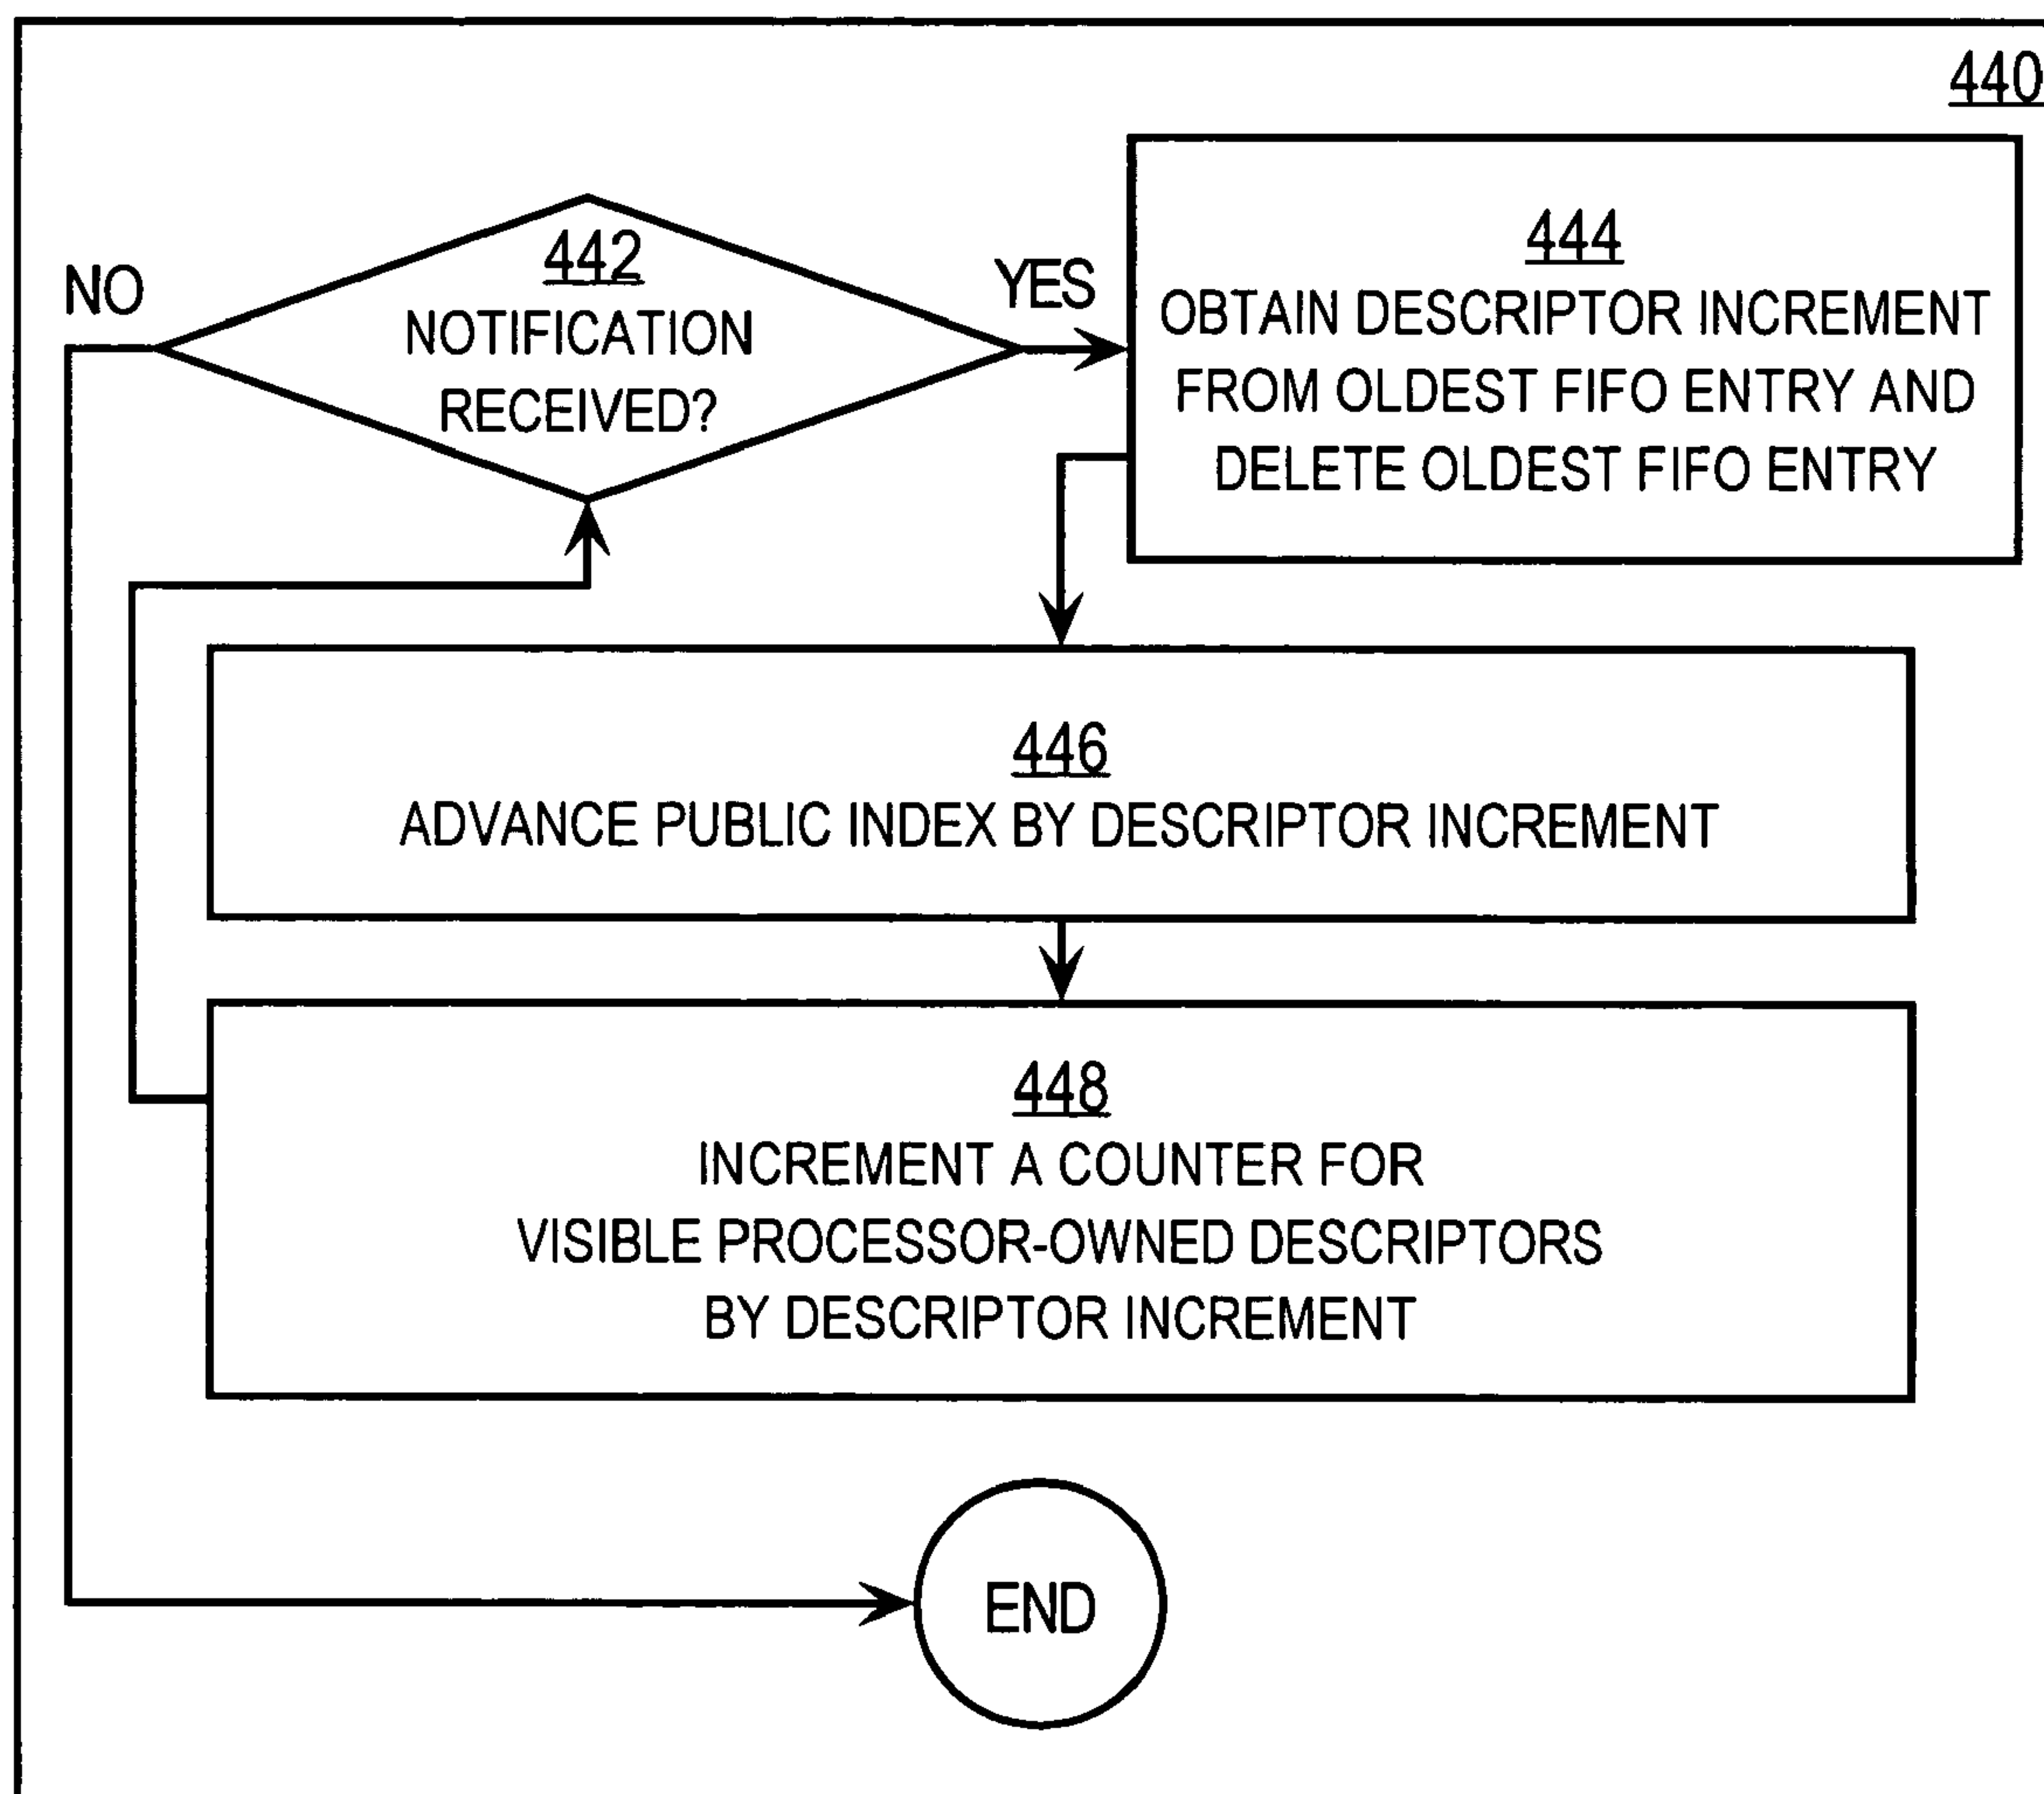 440
442
NOTIFICATION
RECEIVED?
NO
YES
444
OBTAIN DESCRIPTOR INCREMENT
FROM OLDEST FIFO ENTRY AND
DELETE OLDEST FIFO ENTRY
446
ADVANCE PUBLIC INDEX BY DESCRIPTOR INCREMENT
448
INCREMENT A COUNTER FOR
VISIBLE PROCESSOR-OWNED DESCRIPTORS
BY DESCRIPTOR INCREMENT
END